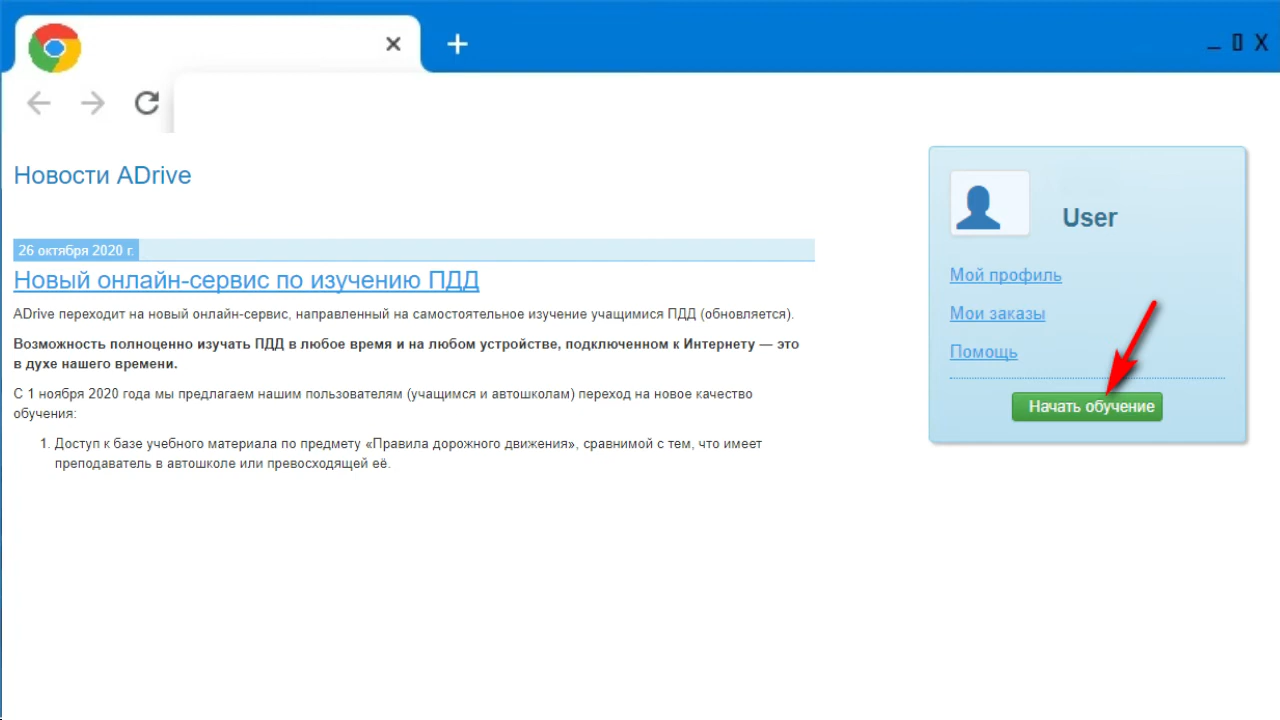 Новости ADrive
26 октября 2020 г.
Новый онлайн-сервис по изучению ПДД
ADrive переходит на новый онлайн-сервис, направленный на самостоятельное изучение учащимися ПДД (обновляется).
Возможность полноценно изучать ПДД в любое время и на любом устройстве, подключенном к Интернету — это
в духе нашего времени.
С 1 ноября 2020 года мы предлагаем нашим пользователям (учащимся и автошколам) переход на новое качество
обучения:
1. Доступ к базе учебного материала по предмету «Правила дорожного движения», сравнимой с тем, что имеет
преподаватель в автошколе или превосходящей её.
User
Мой профиль
Мои заказы
Помощь
Начать обучение